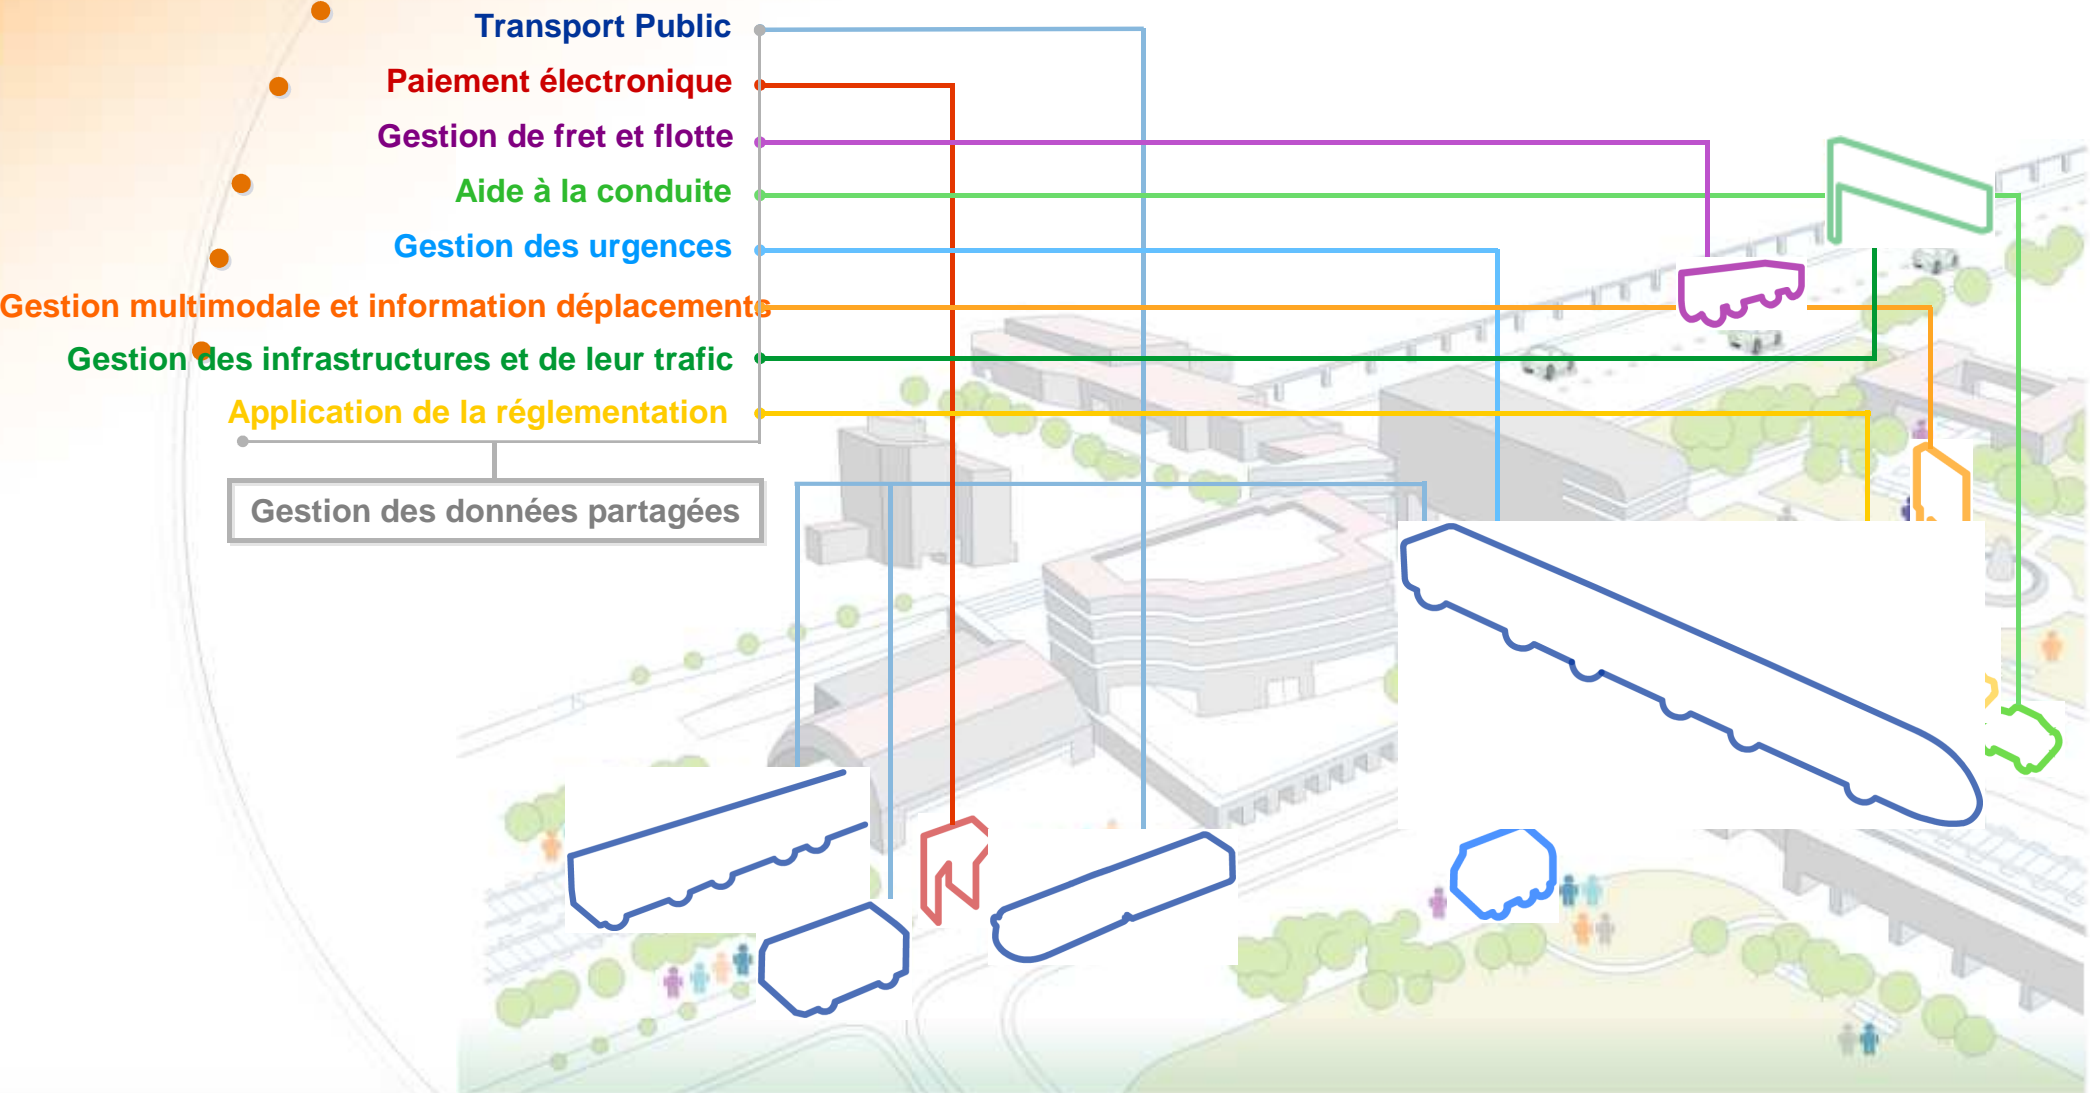 Transport Public
Paiement électronique
Gestion de fret et flotte
Aide à la conduite
Gestion des urgences
Gestion multimodale et information déplacements
Gestion des infrastructures et de leur trafic
Application de la réglementation
Gestion des données partagées